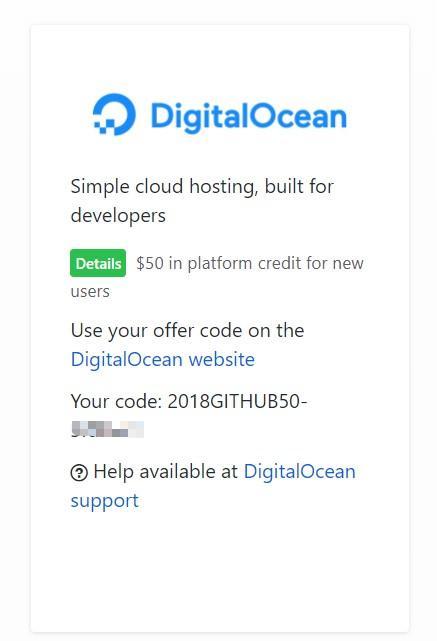 DigitalOcean
Simple cloud hosting, built for
developers
Details $50 in platform credit for new
users
Use your offer code on the
DigitalOcean website
Your code: 2018GITHUB50-
Help available at DigitalOcean
support